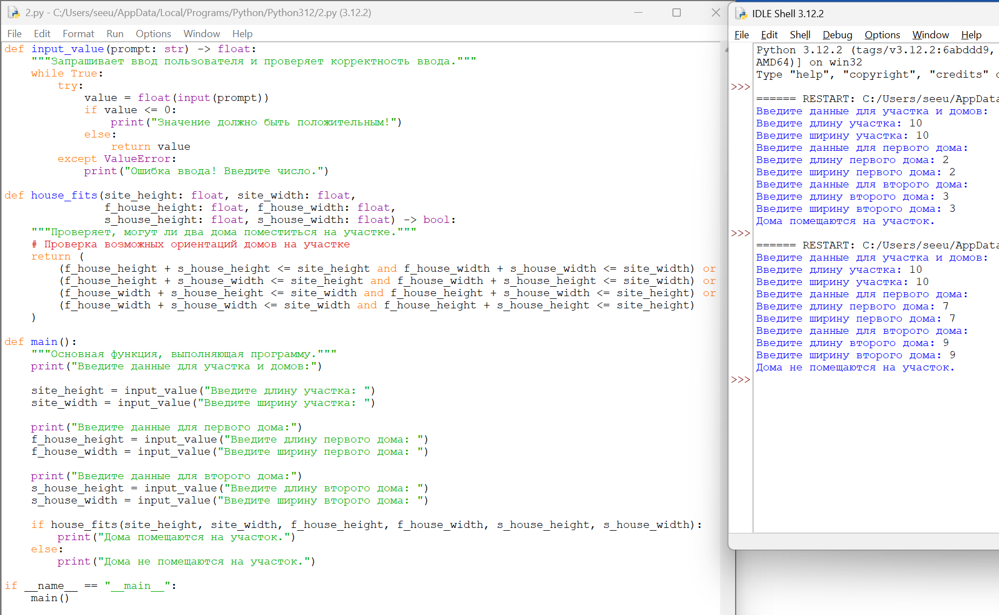 2.py - C:/Users/seeu/AppData/Local/Programs/Python/Python312/2.py (3.12.2)
File Edit Format Run Options Window Help
def input_value(prompt: str) -> float:
    """Запрашивает ввод пользователя и проверяет корректность ввода."""
    while True:
        try:
            value = float(input(prompt))
            if value <= 0:
                print("Значение должно быть положительным!")
            else:
                return value
        except ValueError:
            print("Ошибка ввода! Введите число.")
def house_fits(site_height: float, site_width: float,
               f_house_height: float, f_house_width: float,
               s_house_height: float, s_house_width: float) -> bool:
    """Проверяет, могут ли два дома поместиться на участке."""
    # Проверка возможных ориентаций домов на участке
    return (
        (f_house_height + s_house_height <= site_height and f_house_width + s_house_width <= site_width) or
        (f_house_height + s_house_width <= site_height and f_house_width + s_house_height <= site_width) or
        (f_house_width + s_house_height <= site_width and f_house_height + s_house_width <= site_height) or
        (f_house_width + s_house_width <= site_width and f_house_height + s_house_height <= site_height)
    )
def main():
    """Основная функция, выполняющая программу."""
    print("Введите данные для участка и домов:")
    site_height = input_value("Введите длину участка: ")
    site_width = input_value("Введите ширину участка: ")
    print("Введите данные для первого дома:")
    f_house_height = input_value("Введите длину первого дома: ")
    f_house_width = input_value("Введите ширину первого дома: ")
    print("Введите данные для второго дома:")
    s_house_height = input_value("Введите длину второго дома: ")
    s_house_width = input_value("Введите ширину второго дома: ")
    if house_fits(site_height, site_width, f_house_height, f_house_width, s_house_height, s_house_width):
        print("Дома помещаются на участок.")
    else:
        print("Дома не помещаются на участок.")
if __name__ == "__main__":
    main()
IDLE Shell 3.12.2
File Edit Shell Debug Options Window Help
Python 3.12.2 (tags/v3.12.2:6abddd9,
AMD64)] on win32
Type "help", "copyright", "credits" o
>>>
====== RESTART: C:/Users/seeu/AppData
Введите данные для участка и домов:
Введите длину участка: 10
Введите ширину участка: 10
Введите данные для первого дома:
Введите длину первого дома: 2
Введите ширину первого дома: 2
Введите данные для второго дома:
Введите длину второго дома: 3
Введите ширину второго дома: 3
Дома помещаются на участок.
>>>
====== RESTART: C:/Users/seeu/AppData
Введите данные для участка и домов:
Введите длину участка: 10
Введите ширину участка: 10
Введите данные для первого дома:
Введите длину первого дома: 7
Введите ширину первого дома: 7
Введите данные для второго дома:
Введите длину второго дома: 9
Введите ширину второго дома: 9
Дома не помещаются на участок.
>>>